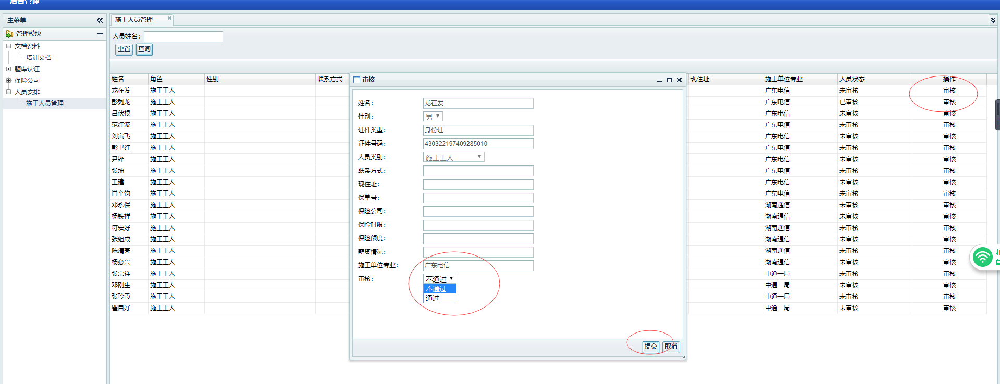 后台管理
主菜单
管理模块
文档资料
培训文档
题库认证
保险公司
人员安排
施工人员管理
施工人员管理
人员姓名:
重置 查询
姓名 角色 性别 联系方式 现住址 施工单位专业 人员状态 操作
龙在发 施工工人 广东电信 未审核 审核
彭剩龙 施工工人 广东电信 已审核 审核
吕伏根 施工工人 广东电信 未审核 审核
范红波 施工工人 广东电信 未审核 审核
刘寅飞 施工工人 广东电信 未审核 审核
彭卫红 施工工人 广东电信 未审核 审核
尹锋 施工工人 广东电信 未审核 审核
张坤 施工工人 广东电信 未审核 审核
王建 施工工人 广东电信 未审核 审核
肖奎钧 施工工人 广东电信 未审核 审核
邓永保 施工工人 湖南通信 未审核 审核
杨铁祥 施工工人 湖南通信 未审核 审核
符宏好 施工工人 湖南通信 未审核 审核
张组成 施工工人 湖南通信 未审核 审核
陈清亮 施工工人 湖南通信 未审核 审核
杨必兴 施工工人 湖南通信 未审核 审核
张宗祥 施工工人 中通一局 未审核 审核
邓刚生 施工工人 中通一局 未审核 审核
张玲霞 施工工人 中通一局 未审核 审核
瞿自好 施工工人 中通一局 未审核 审核
审核
姓名: 龙在发
性别: 男
证件类型: 身份证
证件号码: 430322197409285010
人员类别: 施工工人
联系方式:
现住址:
保单号:
保险公司:
保险时限:
保险额度:
薪资情况:
施工单位专业: 广东电信
审核: 不通过
不通过
通过
提交 取消